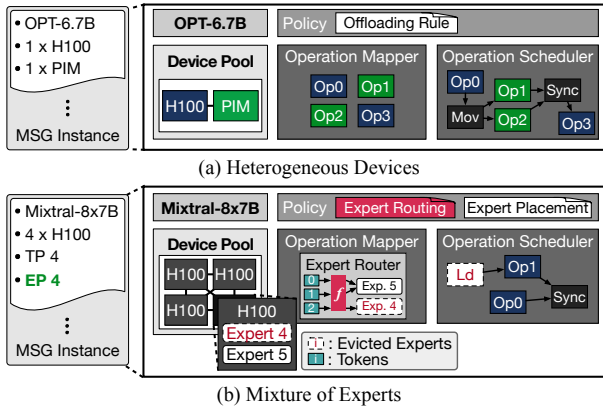 • OPT-6.7B
• 1 x H100
• 1 x PIM
⋮
MSG Instance
OPT-6.7B
Policy
Offloading Rule
Device Pool
H100
PIM
Operation Mapper
Op0
Op1
Op2
Op3
Operation Scheduler
Op0
Mov
Op1
Op2
Sync
Op3
(a) Heterogeneous Devices
• Mixtral-8x7B
• 4 x H100
• TP 4
• EP 4
⋮
MSG Instance
Mixtral-8x7B
Policy
Expert Routing
Expert Placement
Device Pool
H100
H100
H100
H100
Expert 4
Expert 5
Operation Mapper
Expert Router
0
1
2
f
Exp. 5
Exp. 4
Operation Scheduler
Ld
Op1
Op0
Sync
: Evicted Experts
i : Tokens
(b) Mixture of Experts